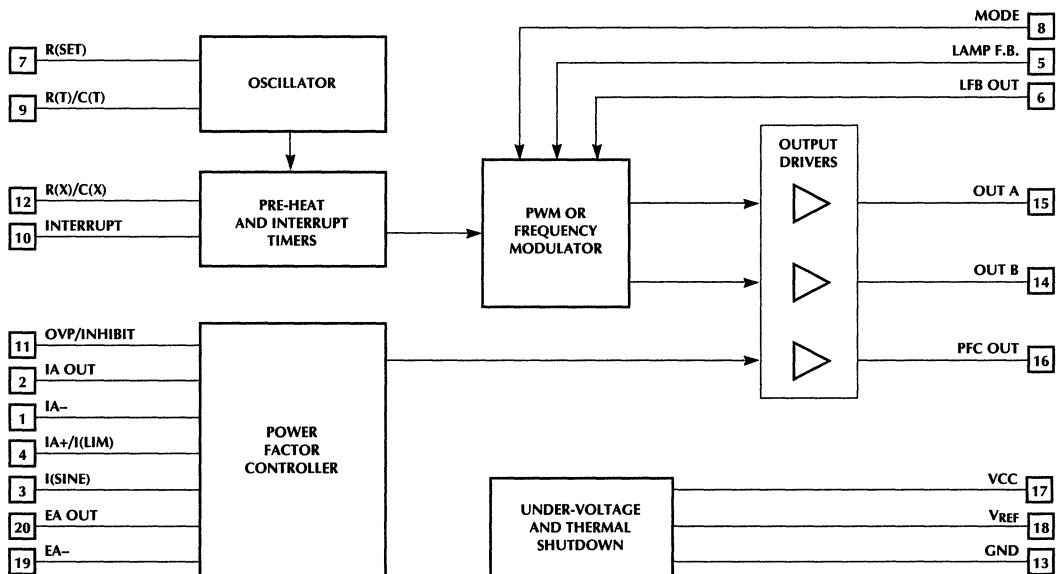 7 R(SET)
9 R(T)/C(T)
OSCILLATOR
12 R(X)/C(X)
10 INTERRUPT
PRE-HEAT
AND INTERRUPT
TIMERS
MODE 8
LAMP F.B. 5
LFB OUT 6
PWM OR
FREQUENCY
MODULATOR
OUTPUT
DRIVERS
OUT A 15
OUT B 14
PFC OUT 16
11 OVP/INHIBIT
2 IA OUT
1 IA–
4 IA+/I(LIM)
3 I(SINE)
20 EA OUT
19 EA–
POWER
FACTOR
CONTROLLER
UNDER-VOLTAGE
AND THERMAL
SHUTDOWN
VCC 17
VREF 18
GND 13